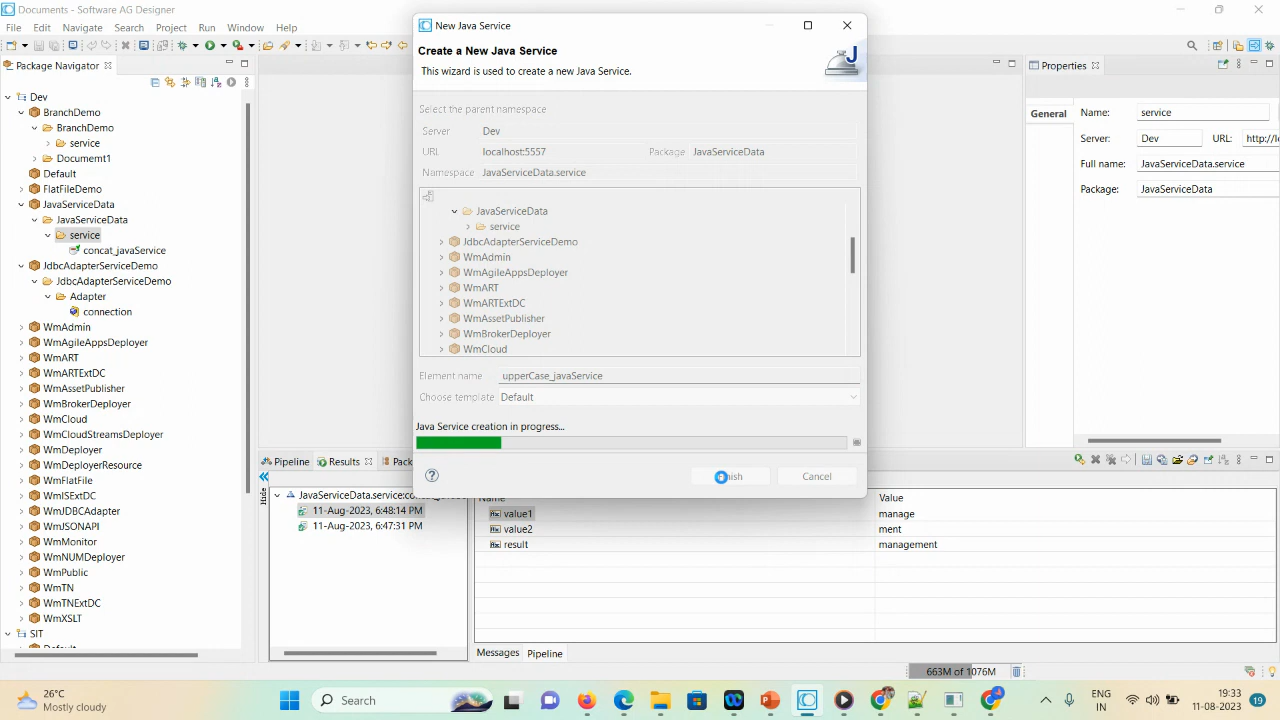 Documents - Software AG Designer
File Edit Navigate Search Project Run Window Help
Package Navigator
Dev
BranchDemo
BranchDemo
service
Document1
Default
FlatFileDemo
JavaServiceData
JavaServiceData
service
concat_javaService
JdbcAdapterServiceDemo
JdbcAdapterServiceDemo
Adapter
connection
WmAdmin
WmAgileAppsDeployer
WmART
WmARTExtDC
WmAssetPublisher
WmBrokerDeployer
WmCloud
WmCloudStreamsDeployer
WmDeployer
WmDeployerResource
WmFlatFile
WmISExtDC
WmJDBCAdapter
WmJSONAPI
WmMonitor
WmNUMDeployer
WmPublic
WmTN
WmTNExtDC
WmXSLT
SIT
Default
New Java Service
Create a New Java Service
This wizard is used to create a new Java Service.
J
Select the parent namespace
Server Dev
URL localhost:5557 Package JavaServiceData
Namespace JavaServiceData.service
JavaServiceData
service
JdbcAdapterServiceDemo
WmAdmin
WmAgileAppsDeployer
WmART
WmARTExtDC
WmAssetPublisher
WmBrokerDeployer
WmCloud
Element name upperCase_javaService
Choose template Default
Java Service creation in progress...
Finish Cancel
Properties
General
Name: service
Server: Dev URL: http://lo
Full name: JavaServiceData.service
Package: JavaServiceData
Pipeline Results Pack
Hide
JavaServiceData.service:
11-Aug-2023, 6:48:14 PM
11-Aug-2023, 6:47:31 PM
Name Value
value1 manage
value2 ment
result management
Messages Pipeline
663M of 1076M
26°C
Mostly cloudy
Search
ENG
IN
19:33
11-08-2023
19